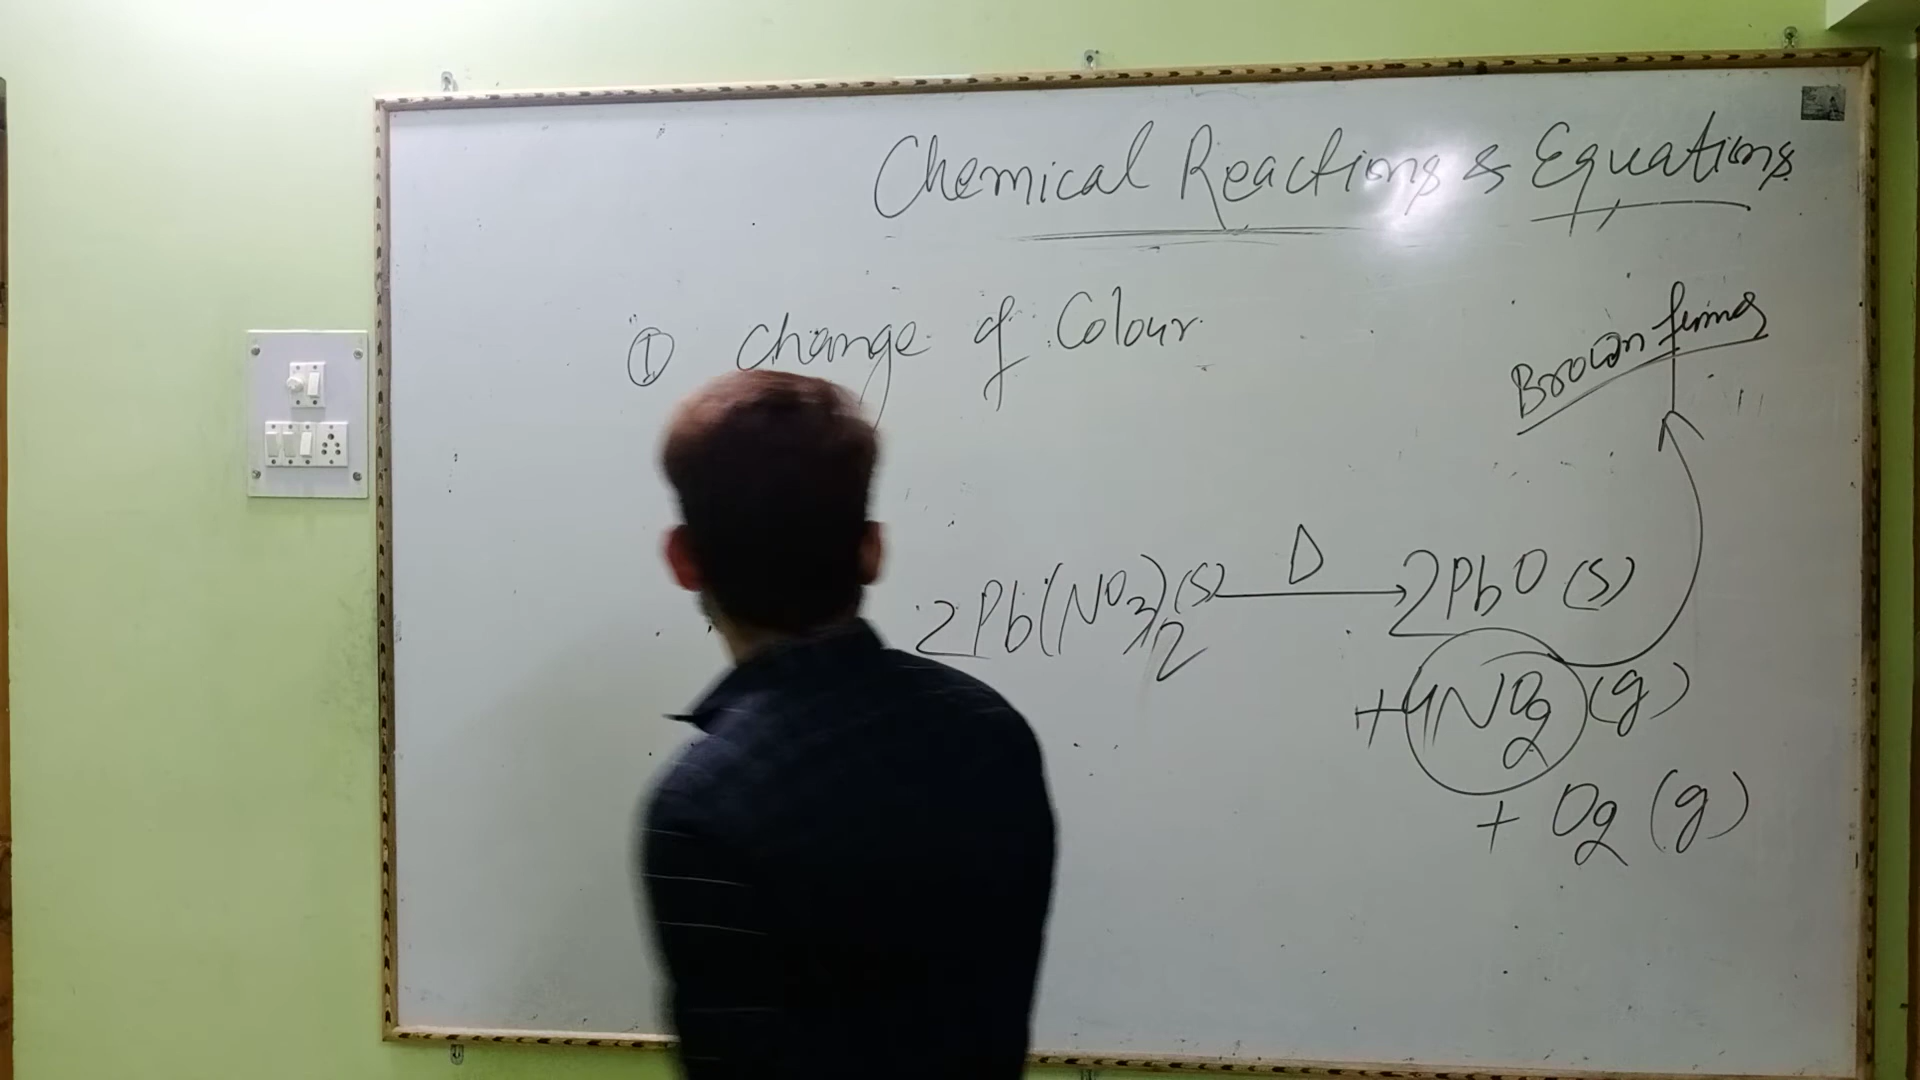 Chemical Reactions & Equations
① Change of Colour
Brown fumes
2Pb(NO3)2(s) Δ→ 2PbO (s)
+ 4NO2 (g)
+ O2 (g)